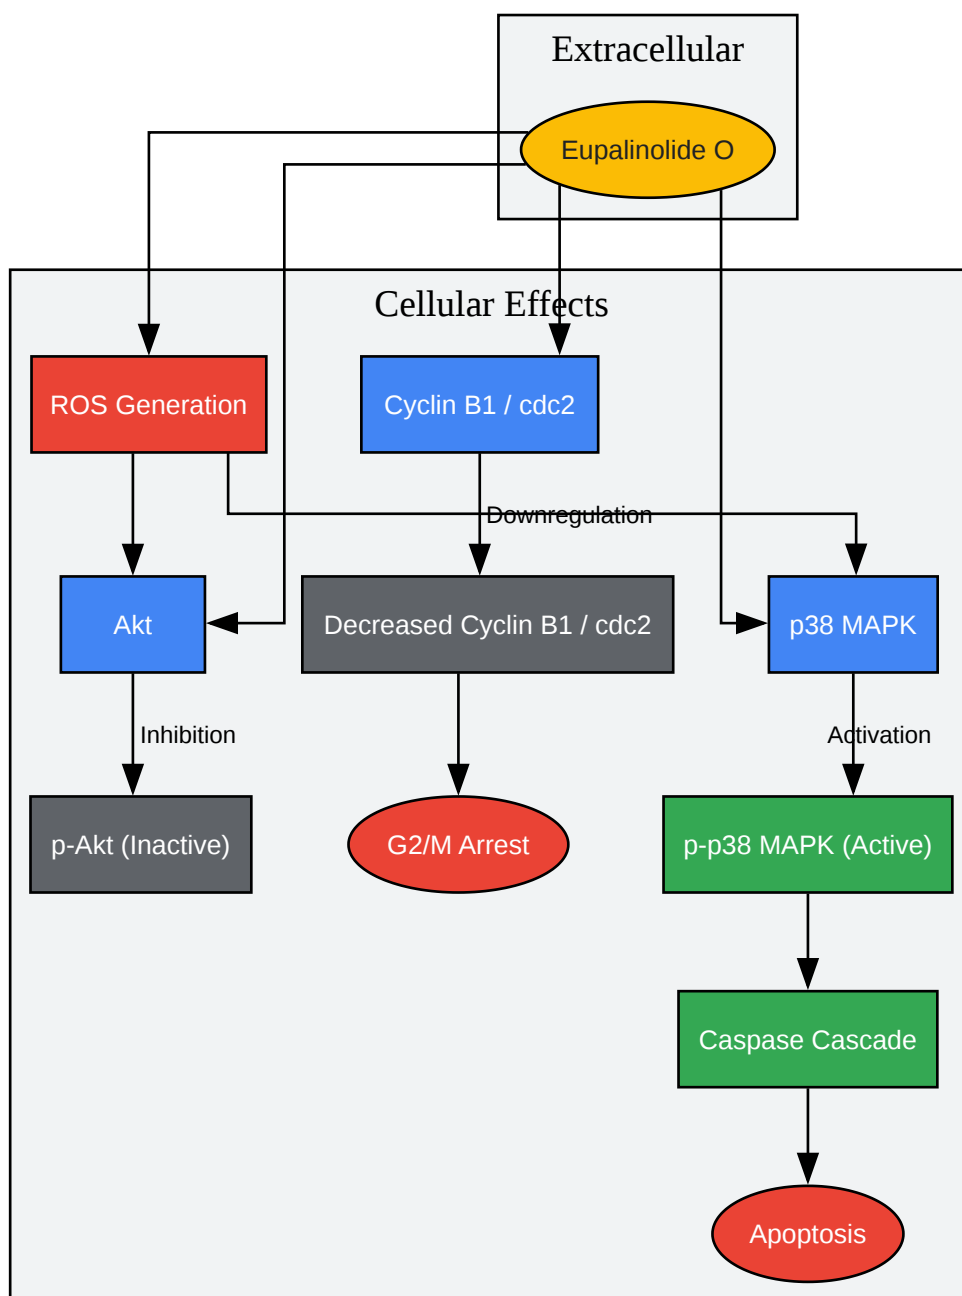 Extracellular
Eupalinolide O
Cellular Effects
ROS Generation
Cyclin B1 / cdc2
Downregulation
Akt
Decreased Cyclin B1 / cdc2
p38 MAPK
Inhibition
Activation
p-Akt (Inactive)
G2/M Arrest
p-p38 MAPK (Active)
Caspase Cascade
Apoptosis